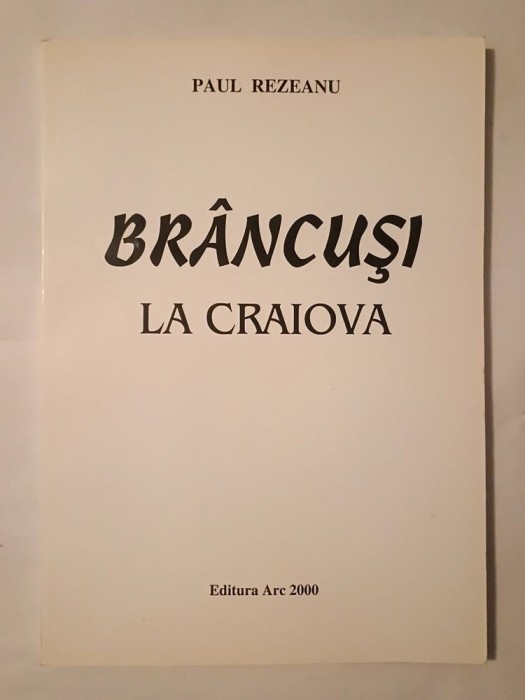 PAUL REZEANU
BRÂNCUŞI
LA CRAIOVA
Editura Arc 2000